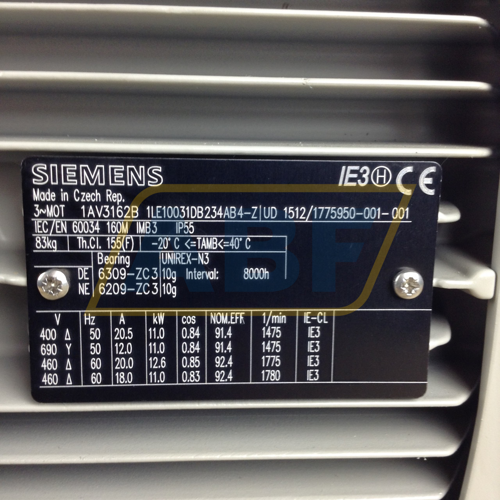 SIEMENS IE3 H CE
Made in Czech Rep.
3~MOT 1AV3162B 1LE10031DB234AB4-Z UD 1512/1775950-001-001
IEC/EN 60034 160M IMB3 IP55
83kg Th.Cl. 155(F) -20°C <=TAMB<=40°C
Bearing UNIREX-N3
DE 6309-ZC3 10g Interval: 8000h
NE 6209-ZC3 10g
V Hz A kW cos NOM.EFF. 1/min IE-CL
400 Δ 50 20.5 11.0 0.84 91.4 1475 IE3
690 Y 50 12.0 11.0 0.84 91.4 1475 IE3
460 Δ 60 20.0 12.6 0.85 92.4 1775 IE3
460 Δ 60 18.0 11.0 0.83 92.4 1780 IE3
ABF